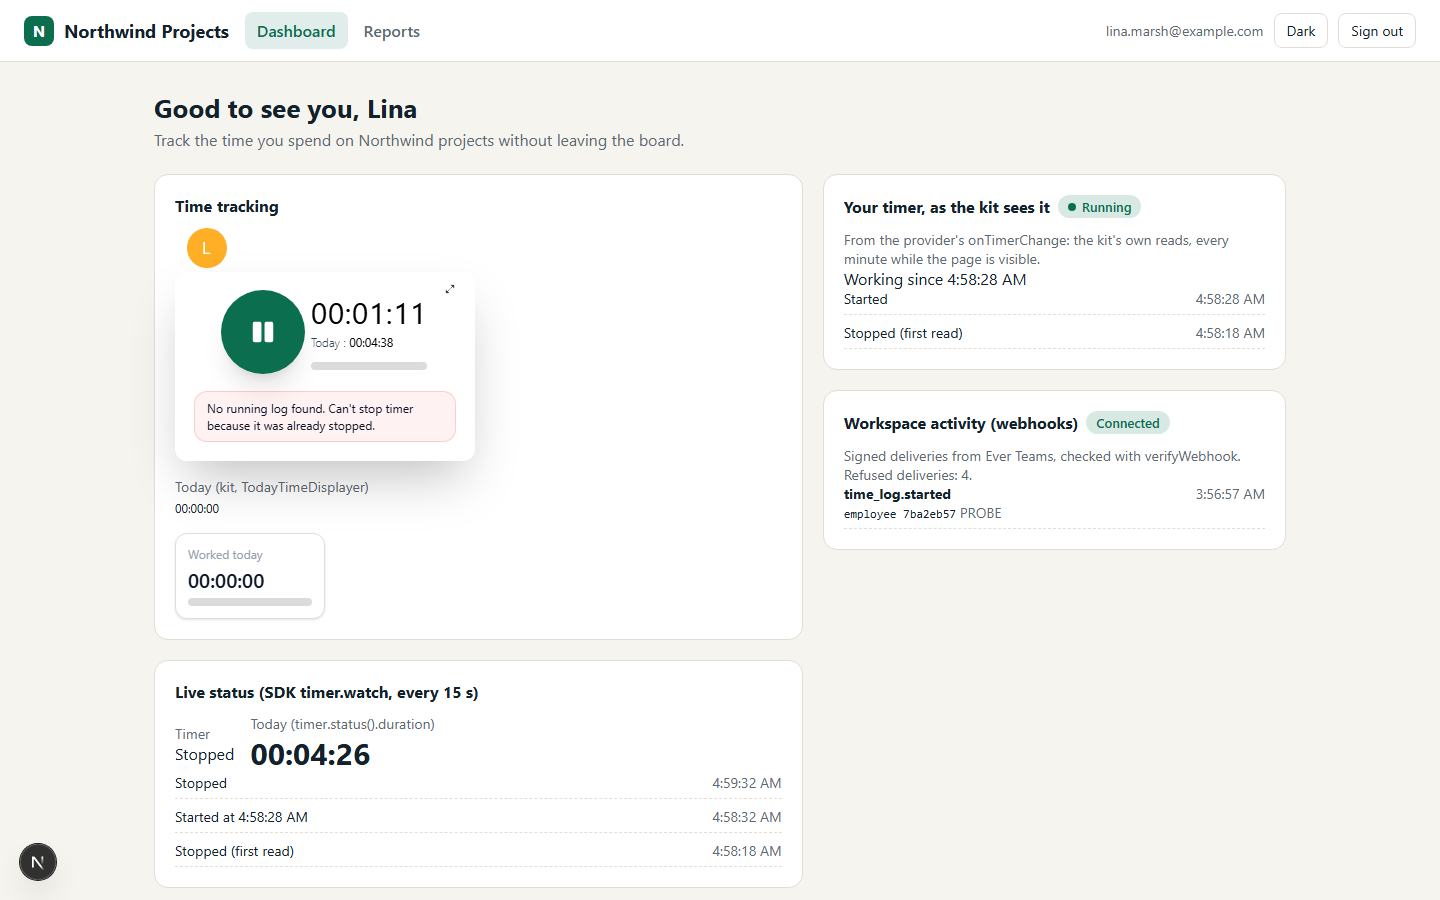 N Northwind Projects Dashboard Reports lina.marsh@example.com Dark Sign out
Good to see you, Lina
Track the time you spend on Northwind projects without leaving the board.
Time tracking
L
00:01:11
Today : 00:04:38
No running log found. Can't stop timer
because it was already stopped.
Today (kit, TodayTimeDisplayer)
00:00:00
Worked today
00:00:00
Live status (SDK timer.watch, every 15 s)
Timer
Stopped
Today (timer.status().duration)
00:04:26
Stopped 4:59:32 AM
Started at 4:58:28 AM 4:58:32 AM
Stopped (first read) 4:58:18 AM
Your timer, as the kit sees it Running
From the provider's onTimerChange: the kit's own reads, every
minute while the page is visible.
Working since 4:58:28 AM
Started 4:58:28 AM
Stopped (first read) 4:58:18 AM
Workspace activity (webhooks) Connected
Signed deliveries from Ever Teams, checked with verifyWebhook.
Refused deliveries: 4.
time_log.started 3:56:57 AM
employee 7ba2eb57 PROBE
N